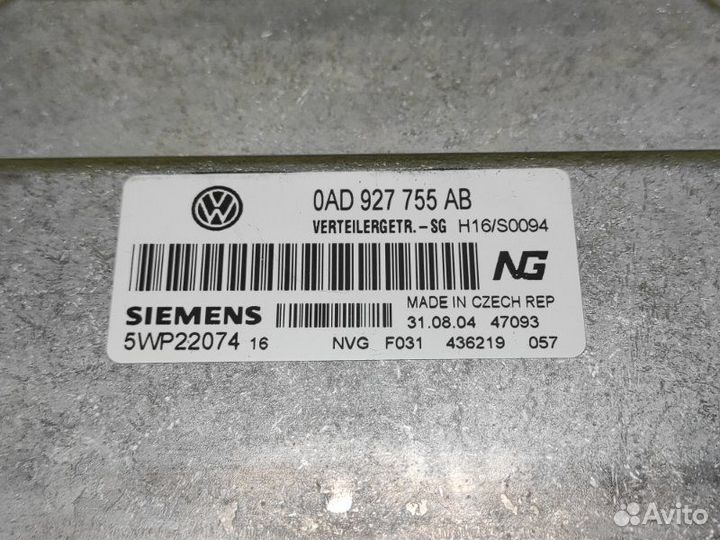 0AD 927 755 AB
VERTEILERGETR.-SG H16/S0094
NG
MADE IN CZECH REP
SIEMENS
31.08.04 47093
5WP22074 16
NVG F031 436219 057
Avito